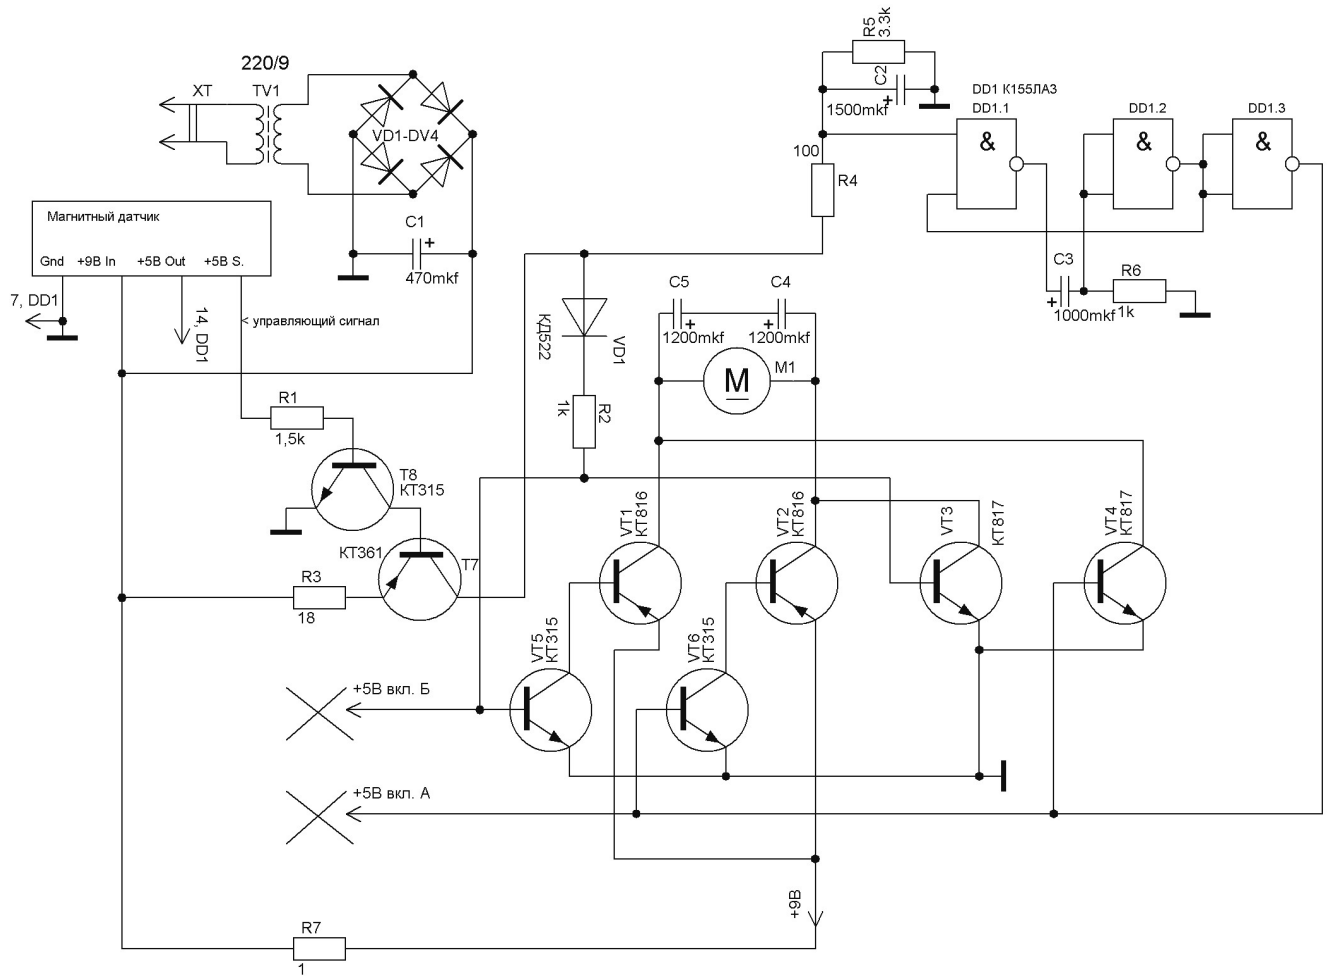 220/9
XT
TV1
VD1-DV4
R5
3.3k
C2
1500mkf
DD1 К155ЛАЗ
DD1.1
DD1.2
DD1.3
&
&
&
100
R4
Магнитный датчик
Gnd
+9В In
+5В Out
+5В S.
C1
470mkf
7, DD1
14, DD1
управляющий сигнал
C3
1000mkf
R6
1k
C5
C4
1200mkf
1200mkf
КД522
VD1
M
M1
R1
1,5k
1k
R2
T8
КТ315
КТ361
T7
R3
18
VT1
КТ816
VT2
КТ816
VT3
КТ817
VT4
КТ817
VT5
КТ315
VT6
КТ315
+5В вкл. Б
+5В вкл. А
+9В
R7
1